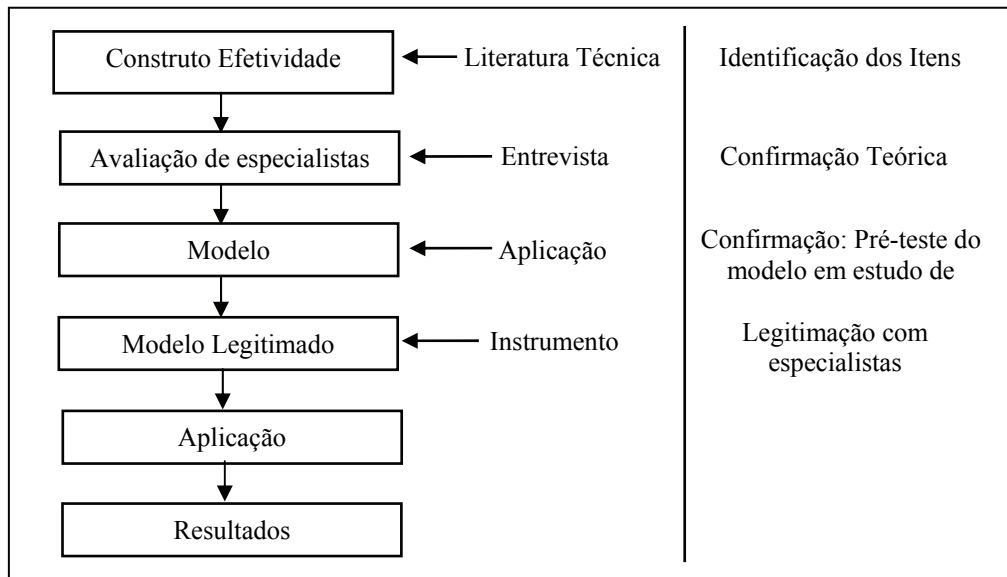 Construto Efetividade
Literatura Técnica
Identificação dos Itens
Avaliação de especialistas
Entrevista
Confirmação Teórica
Modelo
Aplicação
Confirmação: Pré-teste do
modelo em estudo de
Modelo Legitimado
Instrumento
Legitimação com
especialistas
Aplicação
Resultados